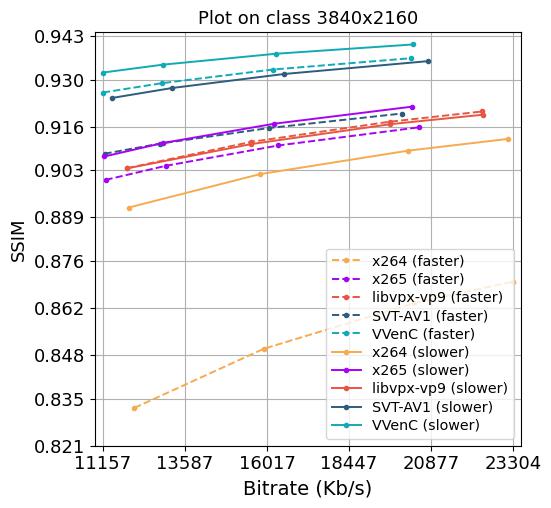 Plot on class 3840x2160
0.943
0.930
0.916
0.903
0.889
0.876
0.862
0.848
0.835
0.821
SSIM
x264 (faster)
x265 (faster)
libvpx-vp9 (faster)
SVT-AV1 (faster)
VVenC (faster)
x264 (slower)
x265 (slower)
libvpx-vp9 (slower)
SVT-AV1 (slower)
VVenC (slower)
11157 13587 16017 18447 20877 23304
Bitrate (Kb/s)